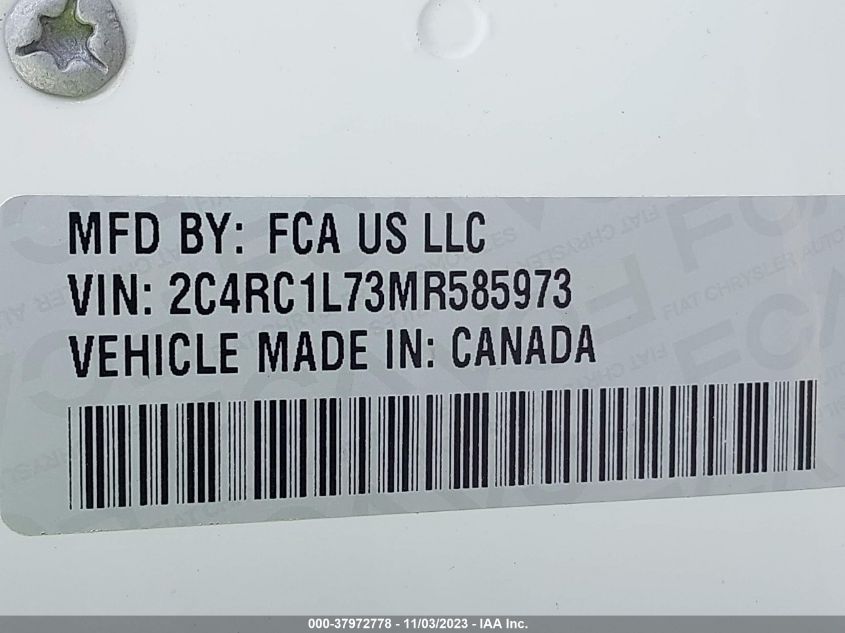 MFD BY: FCA US LLC
VIN: 2C4RC1L73MR585973
VEHICLE MADE IN: CANADA
000-37972778 - 11/03/2023 - IAA Inc.